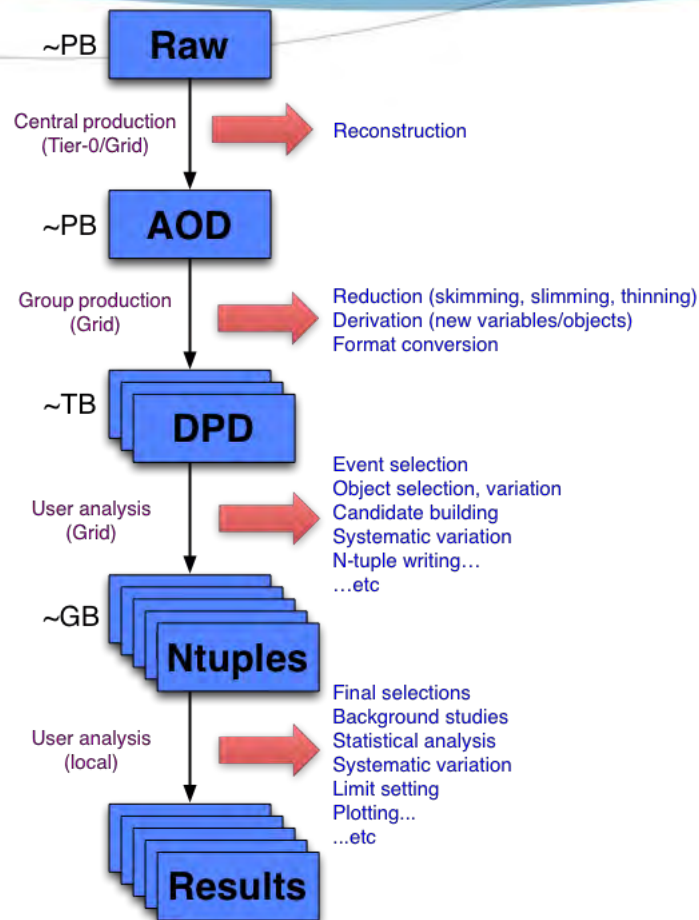 ~PB
Raw
Central production
(Tier-0/Grid)
Reconstruction
~PB
AOD
Group production
(Grid)
Reduction (skimming, slimming, thinning)
Derivation (new variables/objects)
Format conversion
~TB
DPD
User analysis
(Grid)
Event selection
Object selection, variation
Candidate building
Systematic variation
N-tuple writing…
…etc
~GB
Ntuples
User analysis
(local)
Final selections
Background studies
Statistical analysis
Systematic variation
Limit setting
Plotting...
...etc
Results